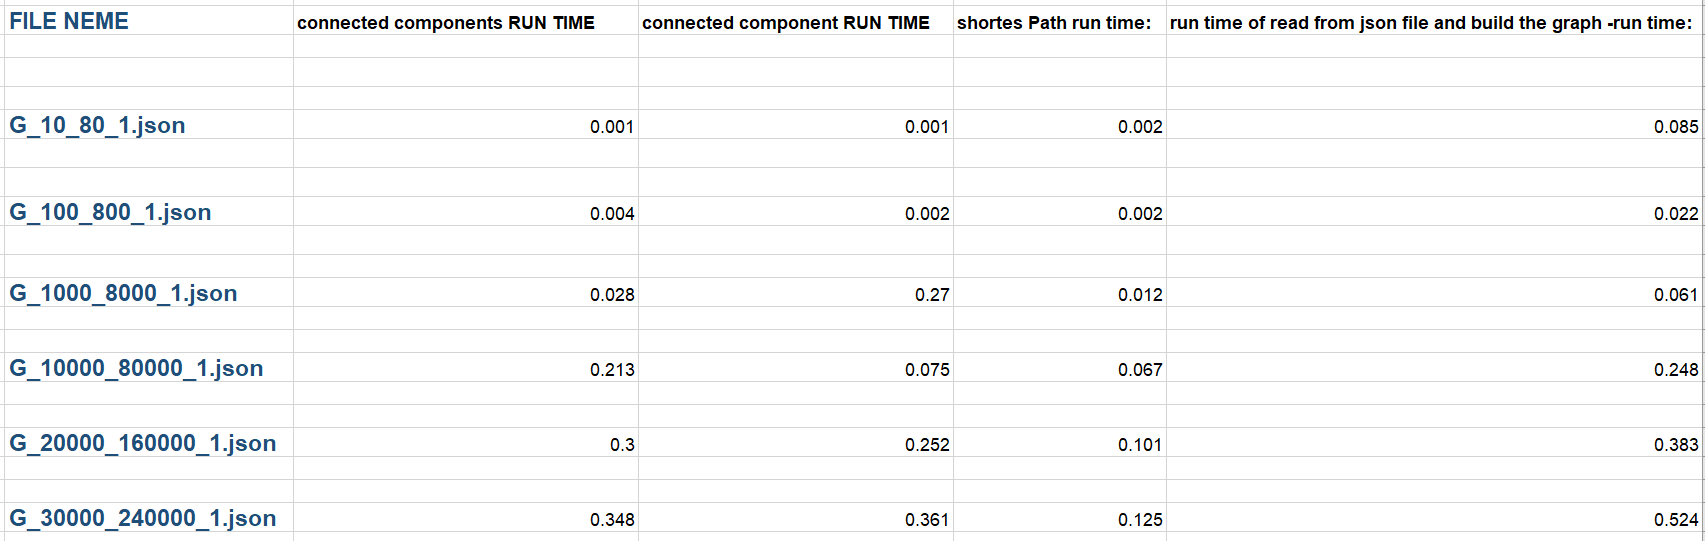 FILE NEME connected components RUN TIME connected component RUN TIME shortes Path run time: run time of read from json file and build the graph -run time:
G_10_80_1.json 0.001 0.001 0.002 0.085
G_100_800_1.json 0.004 0.002 0.002 0.022
G_1000_8000_1.json 0.028 0.27 0.012 0.061
G_10000_80000_1.json 0.213 0.075 0.067 0.248
G_20000_160000_1.json 0.3 0.252 0.101 0.383
G_30000_240000_1.json 0.348 0.361 0.125 0.524